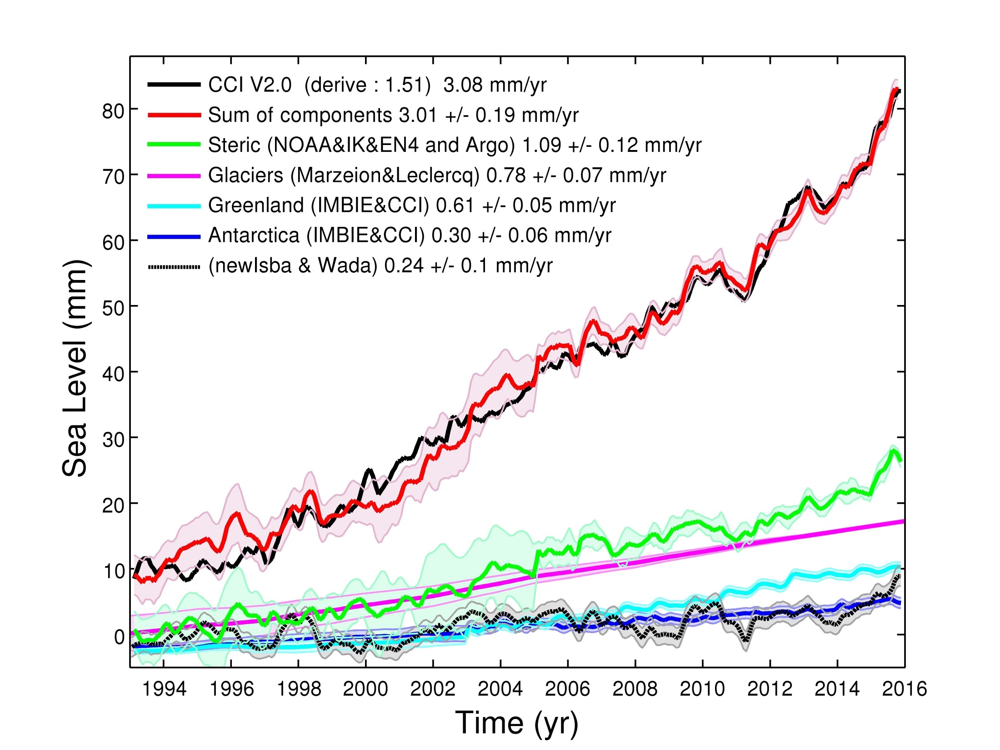 CCI V2.0  (derive : 1.51)  3.08 mm/yr
Sum of components 3.01 +/- 0.19 mm/yr
Steric (NOAA&IK&EN4 and Argo) 1.09 +/- 0.12 mm/yr
Glaciers (Marzeion&Leclercq) 0.78 +/- 0.07 mm/yr
Greenland (IMBIE&CCI) 0.61 +/- 0.05 mm/yr
Antarctica (IMBIE&CCI) 0.30 +/- 0.06 mm/yr
(newIsba & Wada) 0.24 +/- 0.1 mm/yr
Sea Level (mm)
80
70
60
50
40
30
20
10
0
1994 1996 1998 2000 2002 2004 2006 2008 2010 2012 2014 2016
Time (yr)